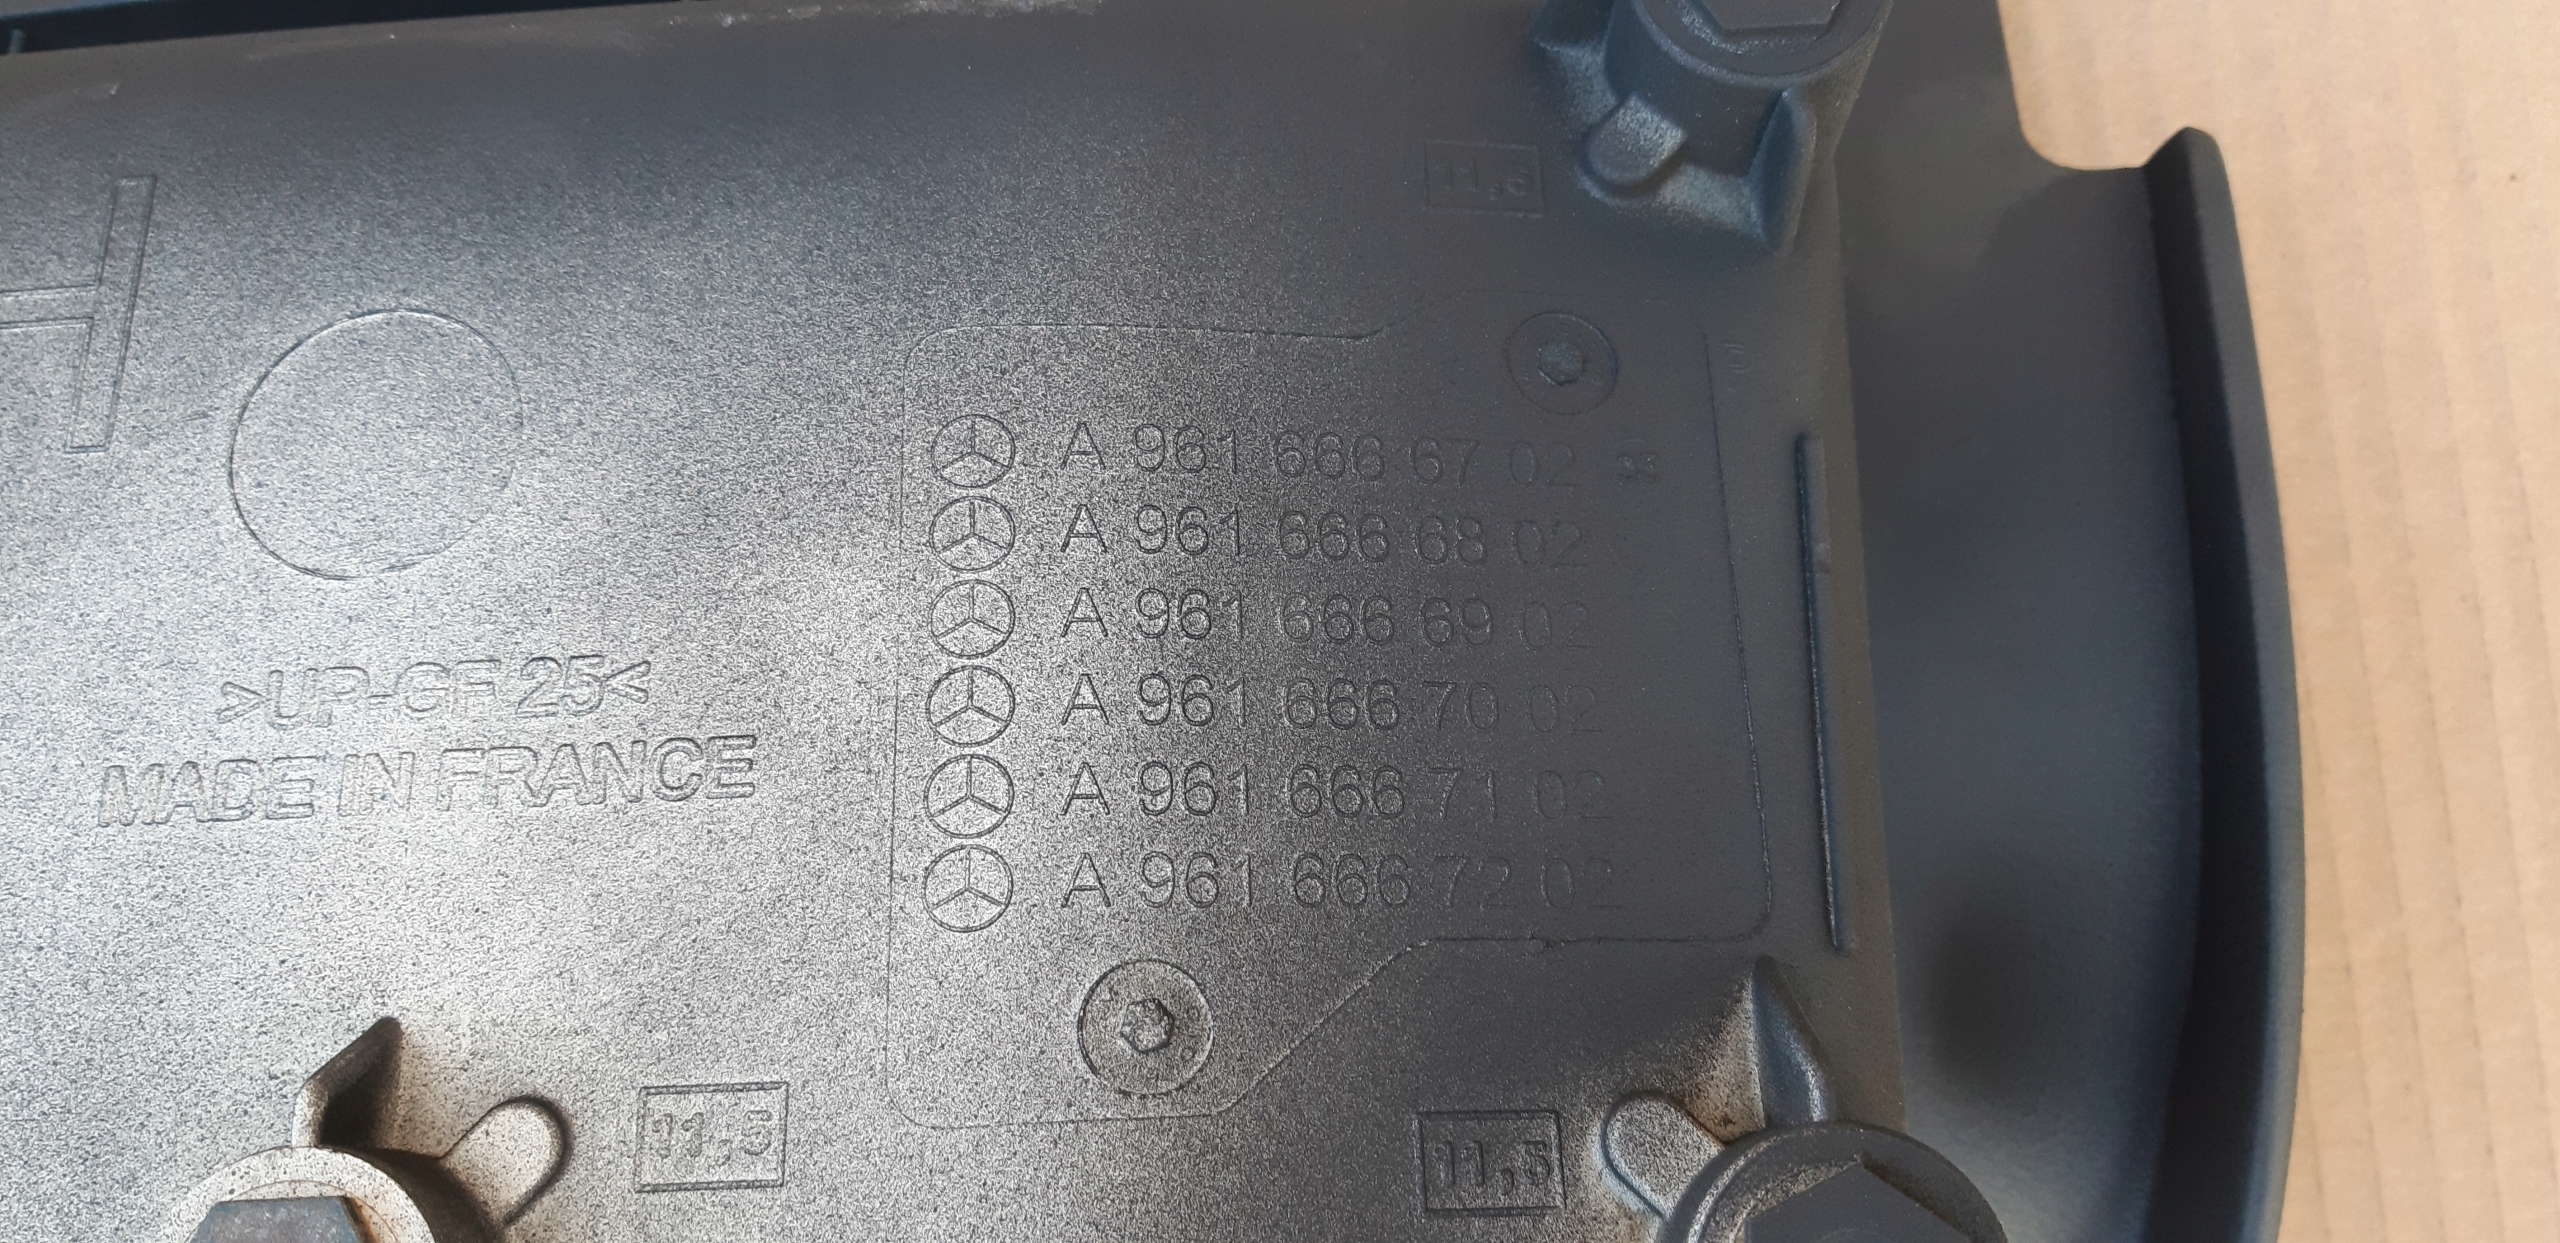 11,5
H
A 961 666 67 02
A 961 666 68 02
A 961 666 69 02
A 961 666 70 02
A 961 666 71 02
A 961 666 72 02
>UP-GF 25<
MADE IN FRANCE
11,5
11,5